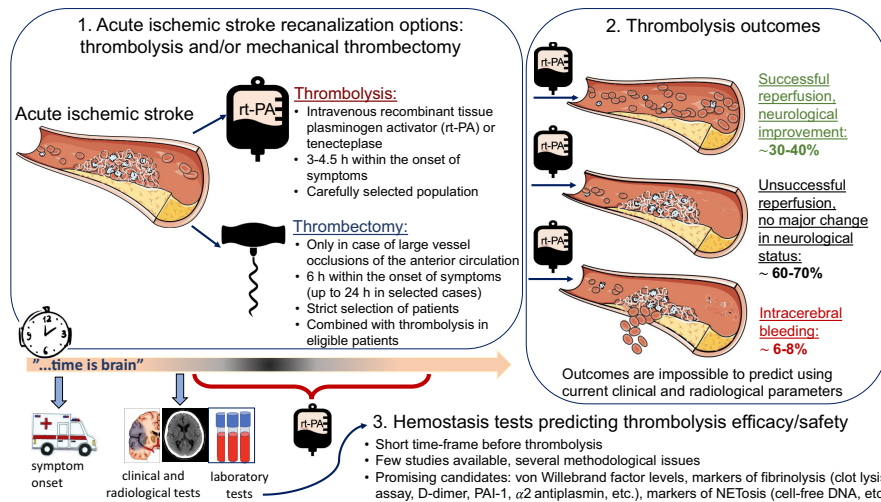 1. Acute ischemic stroke recanalization options:
thrombolysis and/or mechanical thrombectomy
Acute ischemic stroke
rt-PA
Thrombolysis:
• Intravenous recombinant tissue
plasminogen activator (rt-PA) or
tenecteplase
• 3-4.5 h within the onset of
symptoms
• Carefully selected population
Thrombectomy:
• Only in case of large vessel
occlusions of the anterior circulation
• 6 h within the onset of symptoms
(up to 24 h in selected cases)
• Strict selection of patients
• Combined with thrombolysis in
eligible patients
2. Thrombolysis outcomes
rt-PA
Successful
reperfusion,
neurological
improvement:
~30-40%
rt-PA
Unsuccessful
reperfusion,
no major change
in neurological
status:
~ 60-70%
rt-PA
Intracerebral
bleeding:
~ 6-8%
Outcomes are impossible to predict using
current clinical and radiological parameters
12
3
6
9
"...time is brain"
symptom
onset
clinical and
radiological tests
laboratory
tests
rt-PA
3. Hemostasis tests predicting thrombolysis efficacy/safety
• Short time-frame before thrombolysis
• Few studies available, several methodological issues
• Promising candidates: von Willebrand factor levels, markers of fibrinolysis (clot lysis
assay, D-dimer, PAI-1, α2 antiplasmin, etc.), markers of NETosis (cell-free DNA, etc